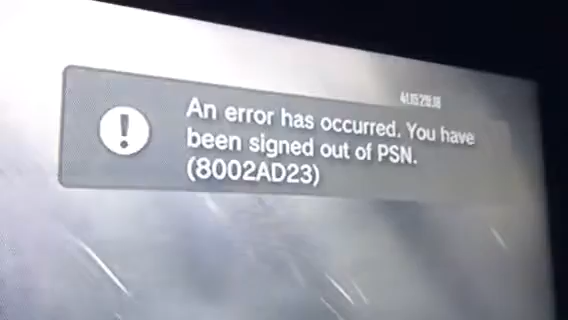 An error has occurred. You have
been signed out of PSN.
(8002AD23)